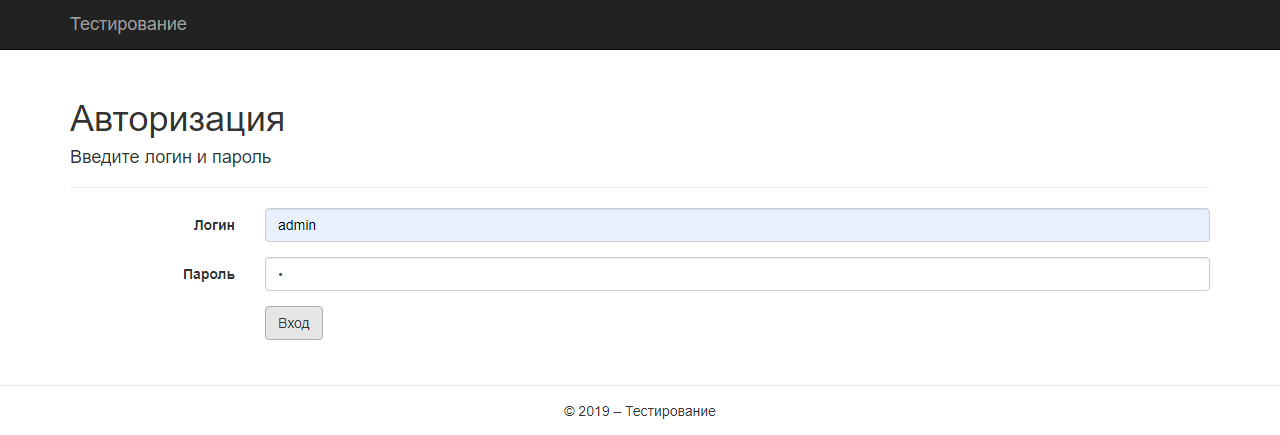 Тестирование
Авторизация
Введите логин и пароль
Логин
admin
Пароль
•
Вход
© 2019 – Тестирование